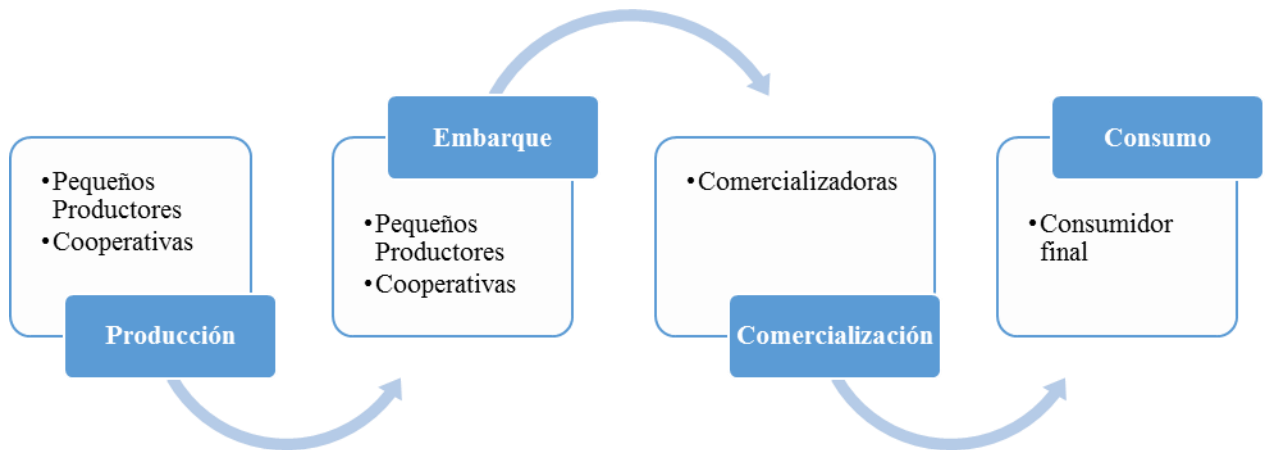 •Pequeños
Productores
•Cooperativas
Producción
Embarque
•Pequeños
Productores
•Cooperativas
•Comercializadoras
Comercialización
Consumo
•Consumidor
final